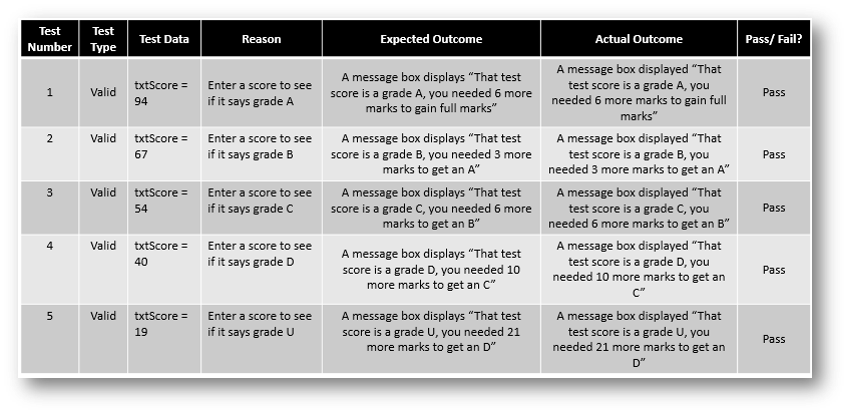 Test Number | Test Type | Test Data | Reason | Expected Outcome | Actual Outcome | Pass/ Fail?
1 | Valid | txtScore = 94 | Enter a score to see if it says grade A | A message box displays “That test score is a grade A, you needed 6 more marks to gain full marks” | A message box displayed “That test score is a grade A, you needed 6 more marks to gain full marks” | Pass
2 | Valid | txtScore = 67 | Enter a score to see if it says grade B | A message box displays “That test score is a grade B, you needed 3 more marks to get an A” | A message box displayed “That test score is a grade B, you needed 3 more marks to get an A” | Pass
3 | Valid | txtScore = 54 | Enter a score to see if it says grade C | A message box displays “That test score is a grade C, you needed 6 more marks to get an B” | A message box displayed “That test score is a grade C, you needed 6 more marks to get an B” | Pass
4 | Valid | txtScore = 40 | Enter a score to see if it says grade D | A message box displays “That test score is a grade D, you needed 10 more marks to get an C” | A message box displayed “That test score is a grade D, you needed 10 more marks to get an C” | Pass
5 | Valid | txtScore = 19 | Enter a score to see if it says grade U | A message box displays “That test score is a grade U, you needed 21 more marks to get an D” | A message box displayed “That test score is a grade U, you needed 21 more marks to get an D” | Pass